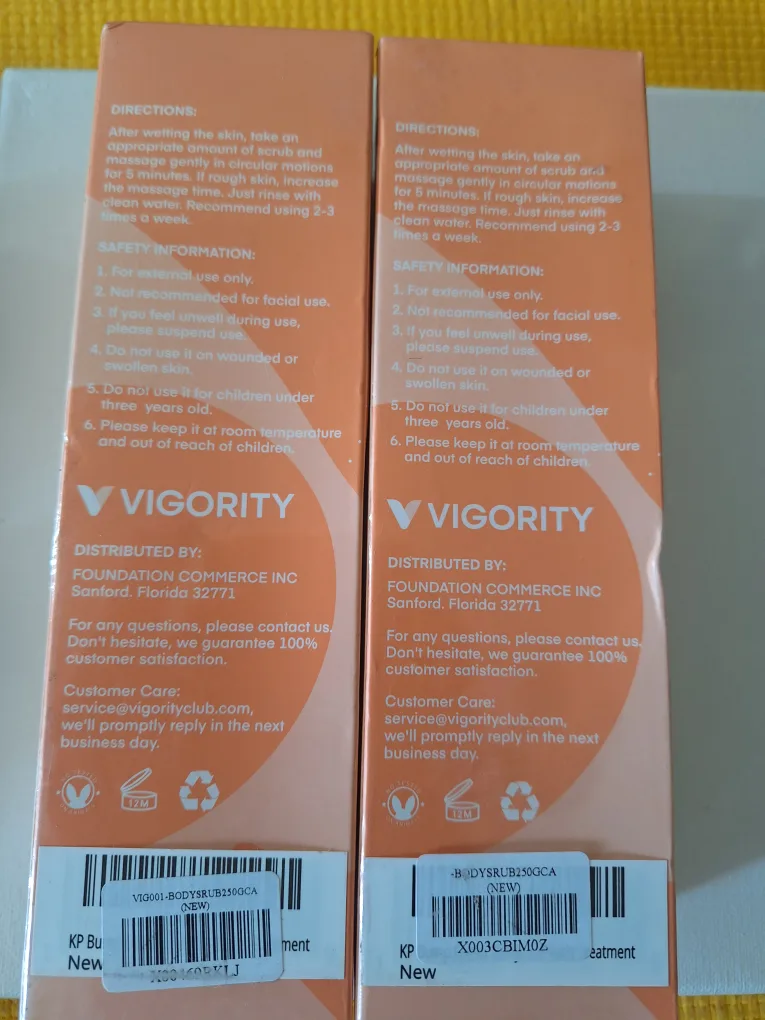 DIRECTIONS:
After wetting the skin, take an
appropriate amount of scrub and
massage gently in circular motions
for 5 minutes. If rough skin, increase
the massage time. Just rinse with
clean water. Recommend using 2-3
times a week.
SAFETY INFORMATION:
1. For external use only.
2. Not recommended for facial use.
3. If you feel unwell during use,
please suspend use.
4. Do not use it on wounded or
swollen skin.
5. Do not use it for children under
three years old.
6. Please keep it at room temperature
and out of reach of children.
VIGORITY
DISTRIBUTED BY:
FOUNDATION COMMERCE INC
Sanford. Florida 32771
For any questions, please contact us.
Don't hesitate, we guarantee 100%
customer satisfaction.
Customer Care:
service@vigorityclub.com,
we'll promptly reply in the next
business day.
12M
VIG001-BODYSRUB250GCA
(NEW)
KP
New
DIRECTIONS:
After wetting the skin, take an
appropriate amount of scrub and
massage gently in circular motions
for 5 minutes. If rough skin, increase
the massage time. Just rinse with
clean water. Recommend using 2-3
times a week.
SAFETY INFORMATION:
1. For external use only.
2. Not recommended for facial use.
3. If you feel unwell during use,
please suspend use.
4. Do not use it on wounded or
swollen skin.
5. Do not use it for children under
three years old.
6. Please keep it at room temperature
and out of reach of children.
VIGORITY
DISTRIBUTED BY:
FOUNDATION COMMERCE INC
Sanford. Florida 32771
For any questions, please contact us.
Don't hesitate, we guarantee 100%
customer satisfaction.
Customer Care:
service@vigorityclub.com,
we'll promptly reply in the next
business day.
12M
-BODYSRUB250GCA
(NEW)
X003CBIM0Z
KP
eatment
New